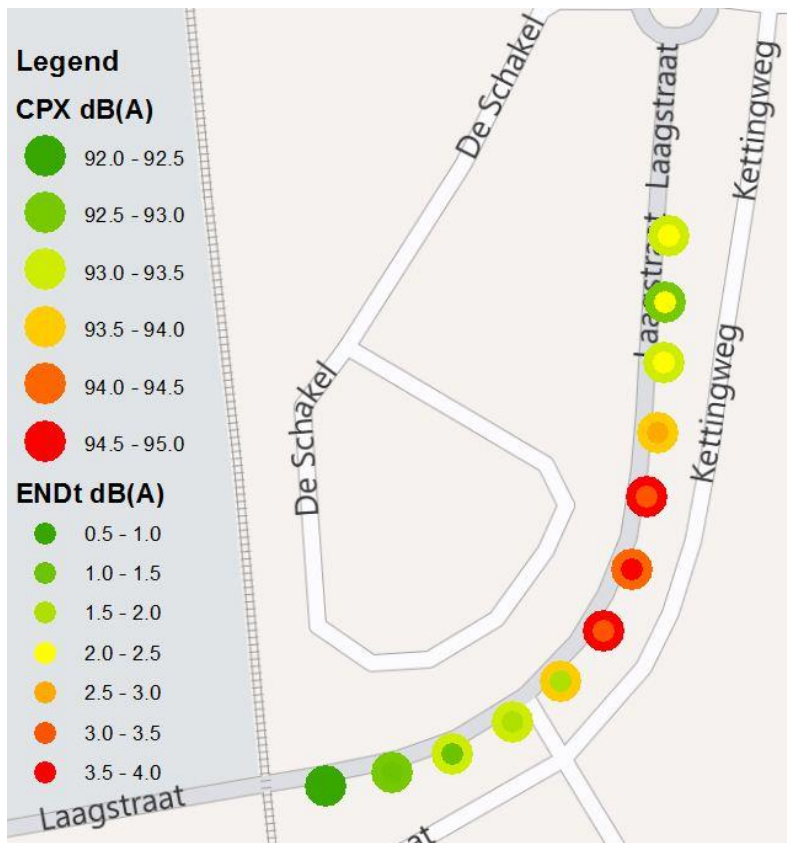 Legend
CPX dB(A)
92.0 - 92.5
92.5 - 93.0
93.0 - 93.5
93.5 - 94.0
94.0 - 94.5
94.5 - 95.0
ENDt dB(A)
0.5 - 1.0
1.0 - 1.5
1.5 - 2.0
2.0 - 2.5
2.5 - 3.0
3.0 - 3.5
3.5 - 4.0
De Schakel
De Schakel
Laagstraat
Laagstraat
Kettingweg
Kettingweg
Laagstraat
at